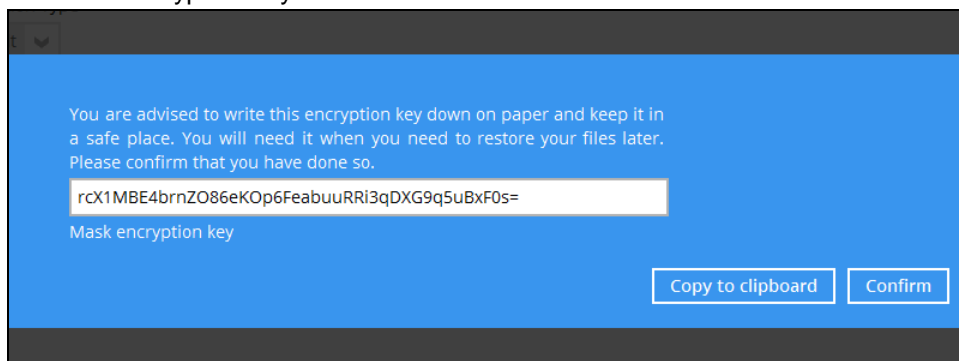 t
You are advised to write this encryption key down on paper and keep it in
a safe place. You will need it when you need to restore your files later.
Please confirm that you have done so.
rcX1MBE4brnZO86eKOp6FeabuuRRi3qDXG9q5uBxF0s=
Mask encryption key
Copy to clipboard Confirm